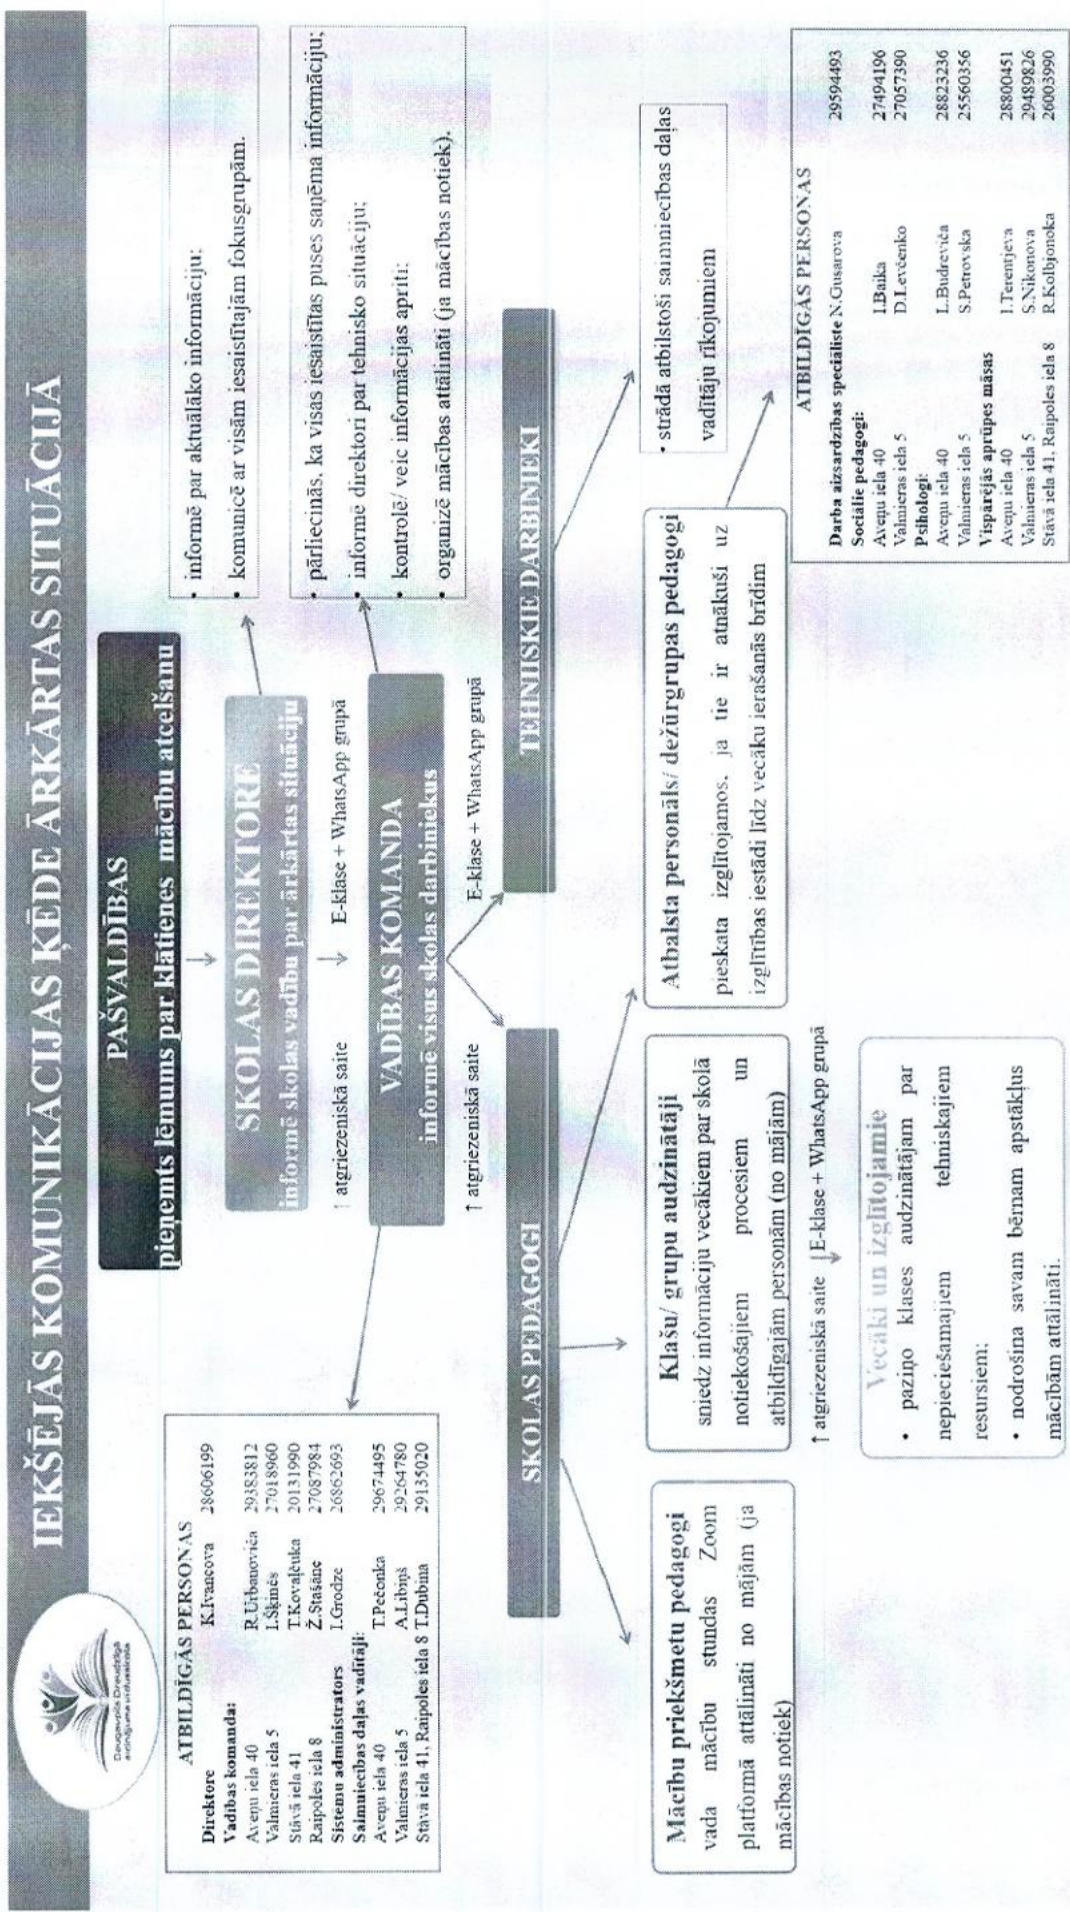 IEKŠĒJĀS KOMUNIKĀCIJAS ĶĒDE ĀRKĀRTAS SITUĀCIJĀ
Daugavpils Draudzīgā
aicinājuma vidusskola
PAŠVALDĪBAS
pieņemts lēmums par klātienes mācību atcelšanu
SKOLAS DIREKTORE
informē skolas vadību par ārkārtas situāciju
• informē par aktuālāko informāciju;
• komunicē ar visām iesaistītajām fokusgrupām.
↑ atgriezeniskā saite ↓ E-klase + WhatsApp grupā
VADĪBAS KOMANDA
informē visus skolas darbiniekus
• pārliecinās, ka visas iesaistītas puses saņēma informāciju;
• informē direktori par tehnisko situāciju;
• kontrolē/ veic informācijas apriti;
• organizē mācības attālināti (ja mācības notiek).
ATBILDĪGĀS PERSONAS
Direktore K.Ivancova 28606199
Vadības komanda:
Aveņu iela 40 R.Urbanoviča 29383812
Valmieras iela 5 I.Šķinčs 27018960
Stāvā iela 41 T.Kovaļčuka 20131990
Raipoles iela 8 Ž.Stašāne 27087984
Sistēmu administrators I.Grodze 26862693
Saimniecības daļas vadītāji:
Aveņu iela 40 T.Pečonka 29674495
Valmieras iela 5 A.Libiņš 29264780
Stāvā iela 41, Raipoles iela 8 T.Dubina 29135020
↑ atgriezeniskā saite E-klase + WhatsApp grupā
SKOLAS PEDAGOGI
TEHNISKIE DARBINIEKI
• strādā atbilstoši saimniecības daļas
vadītāju rīkojumiem
Mācību priekšmetu pedagogi
vada mācību stundas Zoom
platformā attālināti no mājām (ja
mācības notiek)
Klašu/ grupu audzinātāji
sniedz informāciju vecākiem par skolā
notiekošajiem procesiem un
atbildīgajām personām (no mājām)
Atbalsta personāls/ dežūrgrupas pedagogi
pieskata izglītojamos, ja tie ir atnākuši uz
izglītības iestādi līdz vecāku ierašanās brīdim
↑ atgriezeniskā saite ↓E-klase + WhatsApp grupā
Vecāki un izglītojamie
• paziņo klases audzinātājam par
nepieciešamajiem tehniskajiem
resursiem;
• nodrošina savam bērnam apstākļus
mācībām attālināti.
ATBILDĪGĀS PERSONAS
Darba aizsardzības speciāliste N.Gusarova 29594493
Sociālie pedagogi:
Aveņu iela 40 I.Baika 27494196
Valmieras iela 5 D.Levčenko 27057390
Psihologi:
Aveņu iela 40 L.Budreviča 28823236
Valmieras iela 5 S.Petrovska 25560356
Vispārējās aprūpes māsas
Aveņu iela 40 I.Terentjeva 28800451
Valmieras iela 5 S.Nikonova 29489826
Stāvā iela 41, Raipoles iela 8 R.Kolbjonoka 26003990